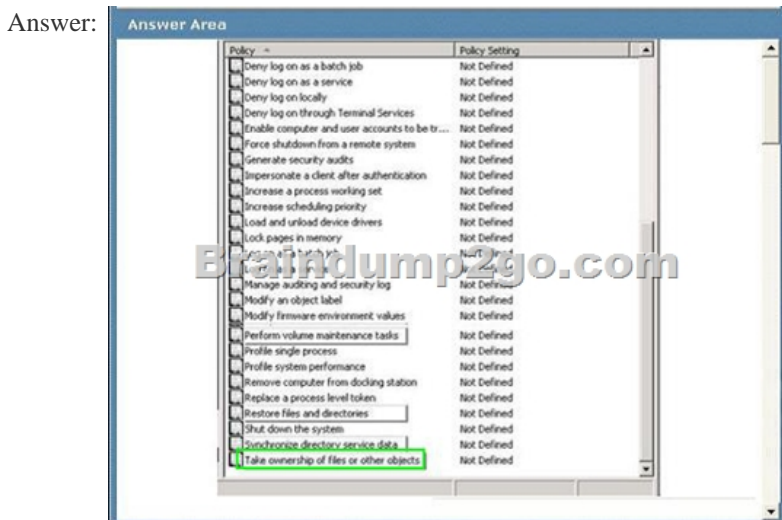 Answer:
Answer Area
Policy Policy Setting
Deny log on as a batch job Not Defined
Deny log on as a service Not Defined
Deny log on locally Not Defined
Deny log on through Terminal Services Not Defined
Enable computer and user accounts to be tr... Not Defined
Force shutdown from a remote system Not Defined
Generate security audits Not Defined
Impersonate a client after authentication Not Defined
Increase a process working set Not Defined
Increase scheduling priority Not Defined
Load and unload device drivers Not Defined
Lock pages in memory Not Defined
Braindump2go.com
Manage auditing and security log Not Defined
Modify an object label Not Defined
Modify firmware environment values Not Defined
Perform volume maintenance tasks Not Defined
Profile single process Not Defined
Profile system performance Not Defined
Remove computer from docking station Not Defined
Replace a process level token Not Defined
Restore files and directories Not Defined
Shut down the system Not Defined
Synchronize directory service data Not Defined
Take ownership of files or other objects Not Defined